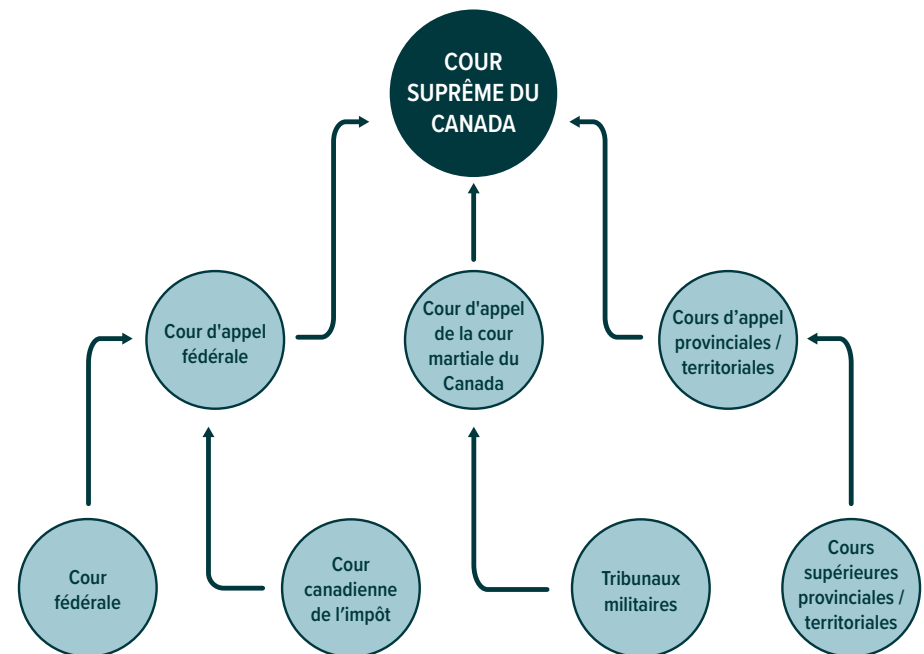 COUR
SUPRÊME DU
CANADA
Cour d'appel
fédérale
Cour d'appel
de la cour
martiale du
Canada
Cours d’appel
provinciales /
territoriales
Cour
fédérale
Cour
canadienne
de l’impôt
Tribunaux
militaires
Cours
supérieures
provinciales /
territoriales